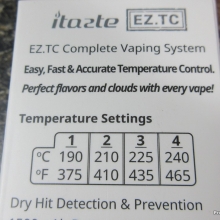 itaste EZ.TC
EZ.TC Complete Vaping System
Easy, Fast & Accurate Temperature Control.
Perfect flavors and clouds with every vape!
Temperature Settings
1 2 3 4
°C 190 210 225 240
°F 375 410 435 465
Dry Hit Detection & Prevention